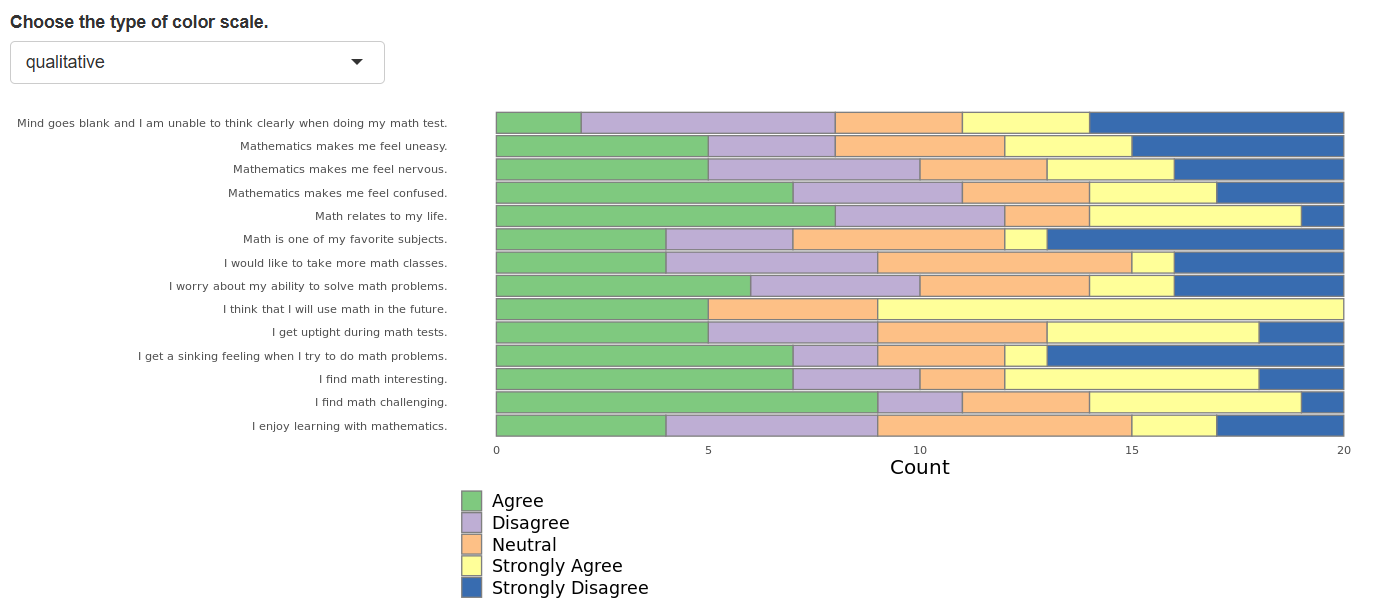 Choose the type of color scale.
qualitative
Mind goes blank and I am unable to think clearly when doing my math test.
Mathematics makes me feel uneasy.
Mathematics makes me feel nervous.
Mathematics makes me feel confused.
Math relates to my life.
Math is one of my favorite subjects.
I would like to take more math classes.
I worry about my ability to solve math problems.
I think that I will use math in the future.
I get uptight during math tests.
I get a sinking feeling when I try to do math problems.
I find math interesting.
I find math challenging.
I enjoy learning with mathematics.
0 5 10 15 20
Count
Agree
Disagree
Neutral
Strongly Agree
Strongly Disagree